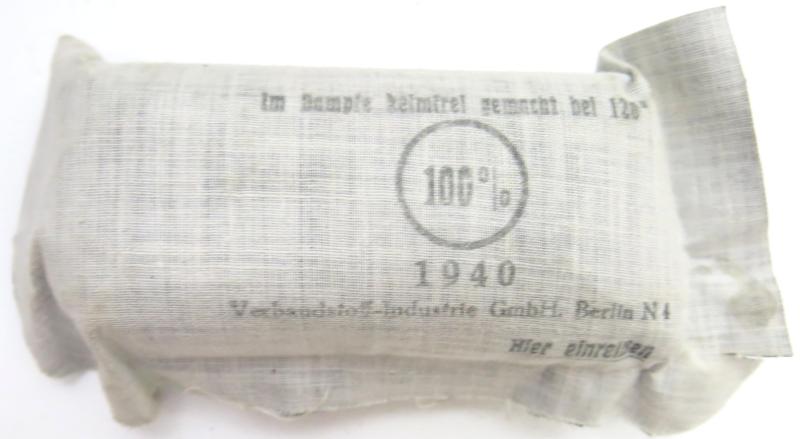 Im Dampfe keimfrei gemacht bei 120°
100%
1940
Verbandstoff-Industrie GmbH. Berlin N4
Hier einreißen